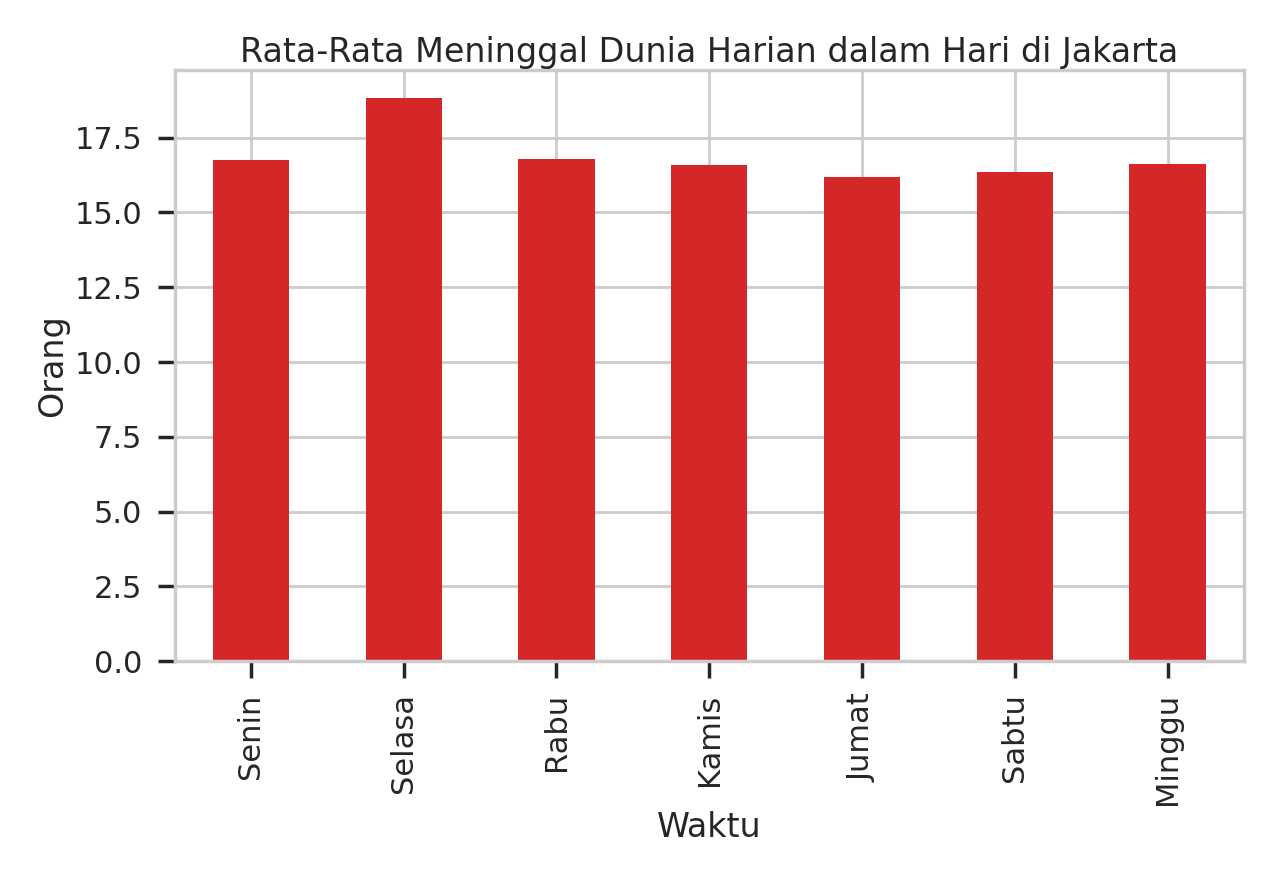 Rata-Rata Meninggal Dunia Harian dalam Hari di Jakarta
Orang
17.5
15.0
12.5
10.0
7.5
5.0
2.5
0.0
Senin
Selasa
Rabu
Kamis
Jumat
Sabtu
Minggu
Waktu